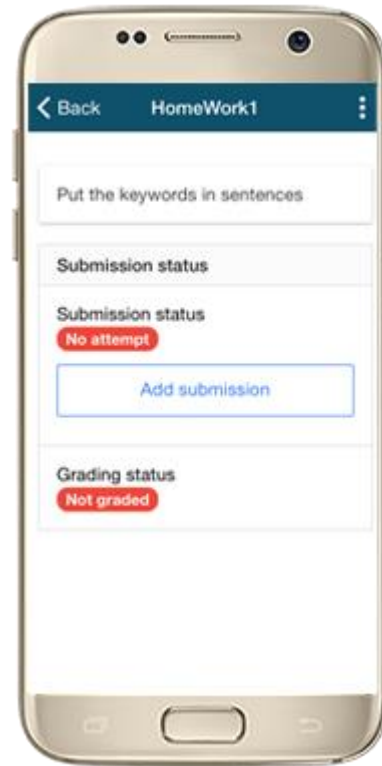 Back HomeWork1
Put the keywords in sentences
Submission status
Submission status
No attempt
Add submission
Grading status
Not graded